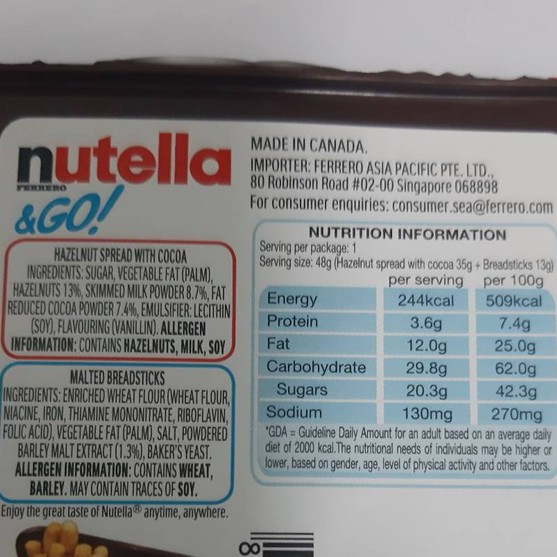 nutella
FERRERO
&GO!
HAZELNUT SPREAD WITH COCOA
INGREDIENTS: SUGAR, VEGETABLE FAT (PALM),
HAZELNUTS 13%, SKIMMED MILK POWDER 8.7%, FAT
REDUCED COCOA POWDER 7.4%, EMULSIFIER: LECITHIN
(SOY), FLAVOURING (VANILLIN). ALLERGEN
INFORMATION: CONTAINS HAZELNUTS, MILK, SOY
MALTED BREADSTICKS
INGREDIENTS: ENRICHED WHEAT FLOUR (WHEAT FLOUR,
NIACINE, IRON, THIAMINE MONONITRATE, RIBOFLAVIN,
FOLIC ACID), VEGETABLE FAT (PALM), SALT, POWDERED
BARLEY MALT EXTRACT (1.3%), BAKER'S YEAST.
ALLERGEN INFORMATION: CONTAINS WHEAT,
BARLEY. MAY CONTAIN TRACES OF SOY.
Enjoy the great taste of Nutella® anytime, anywhere.
MADE IN CANADA.
IMPORTER: FERRERO ASIA PACIFIC PTE. LTD.,
80 Robinson Road #02-00 Singapore 068898
For consumer enquiries: consumer.sea@ferrero.com
NUTRITION INFORMATION
Serving per package: 1
Serving size: 48g (Hazelnut spread with cocoa 35g + Breadsticks 13g)
per serving per 100g
Energy 244kcal 509kcal
Protein 3.6g 7.4g
Fat 12.0g 25.0g
Carbohydrate 29.8g 62.0g
Sugars 20.3g 42.3g
Sodium 130mg 270mg
*GDA = Guideline Daily Amount for an adult based on an average daily
diet of 2000 kcal.The nutritional needs of individuals may be higher or
lower, based on gender, age, level of physical activity and other factors.
8